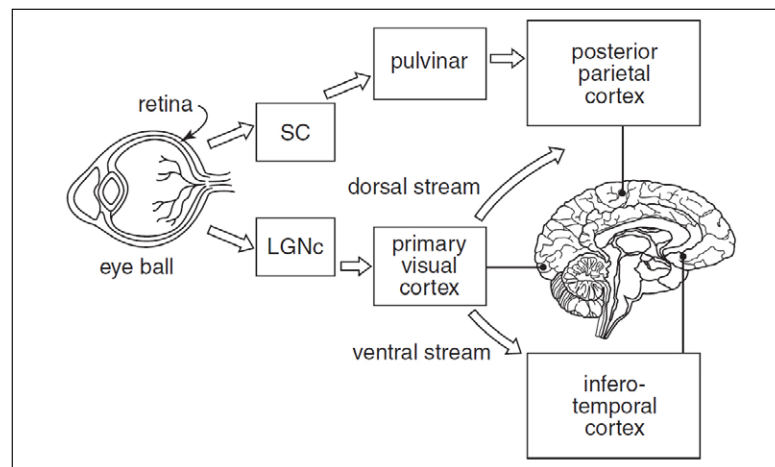 pulvinar
posterior
parietal
cortex
retina
SC
dorsal stream
LGNc
primary
visual
cortex
eye ball
ventral stream
infero-
temporal
cortex